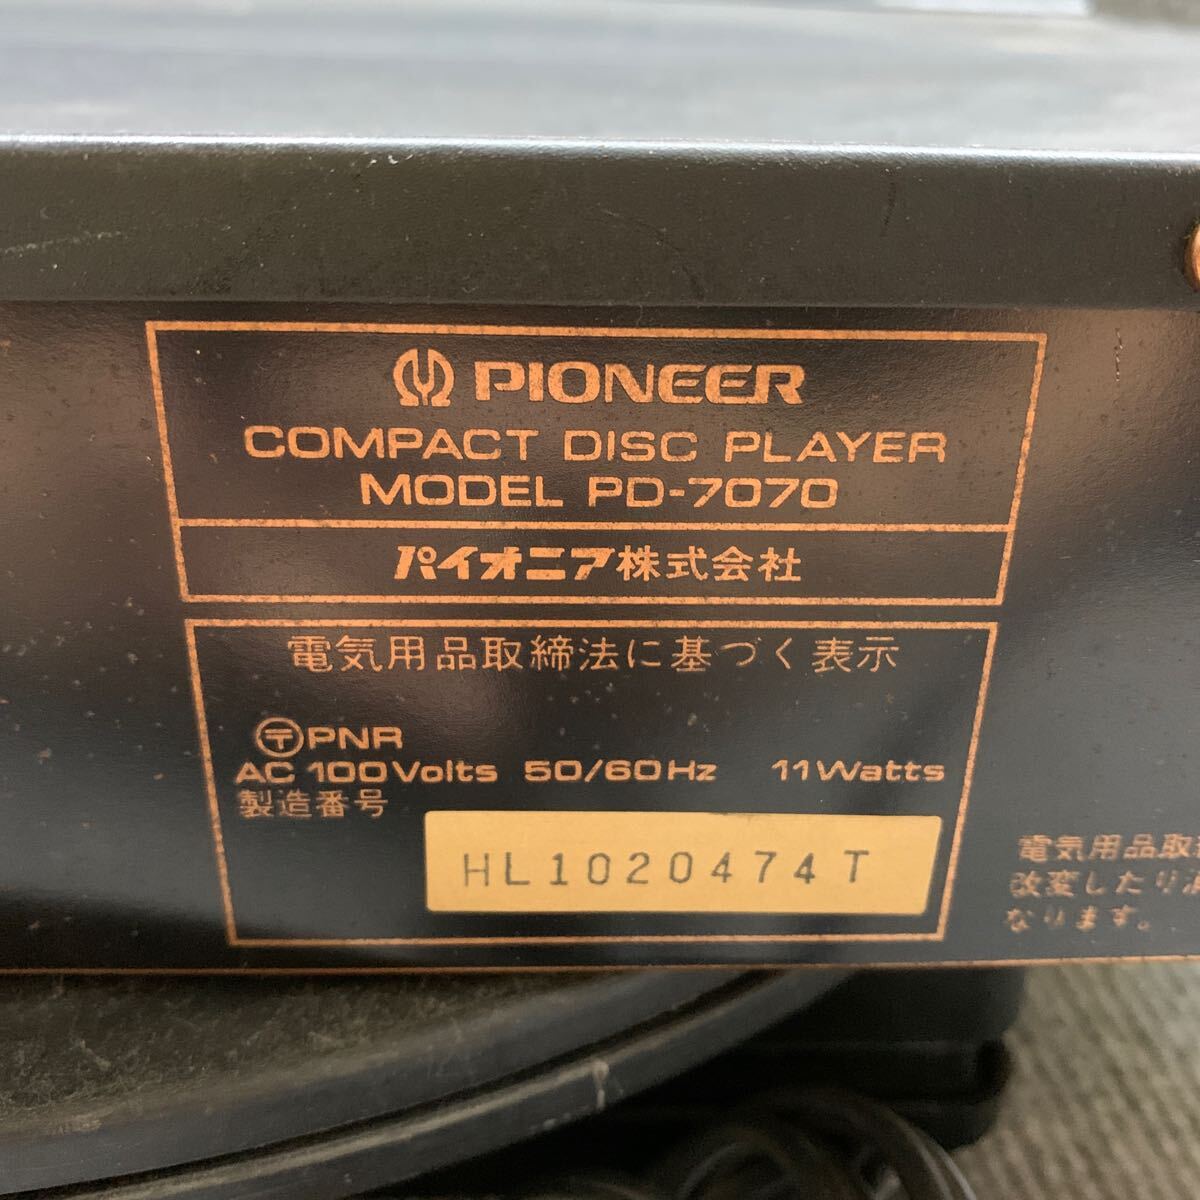 PIONEER
COMPACT DISC PLAYER
MODEL PD-7070
パイオニア株式会社
電気用品取締法に基づく表示
〒PNR
AC 100Volts 50/60Hz 11Watts
製造番号
HL1020474T
電気用品取
改変したり
なります。